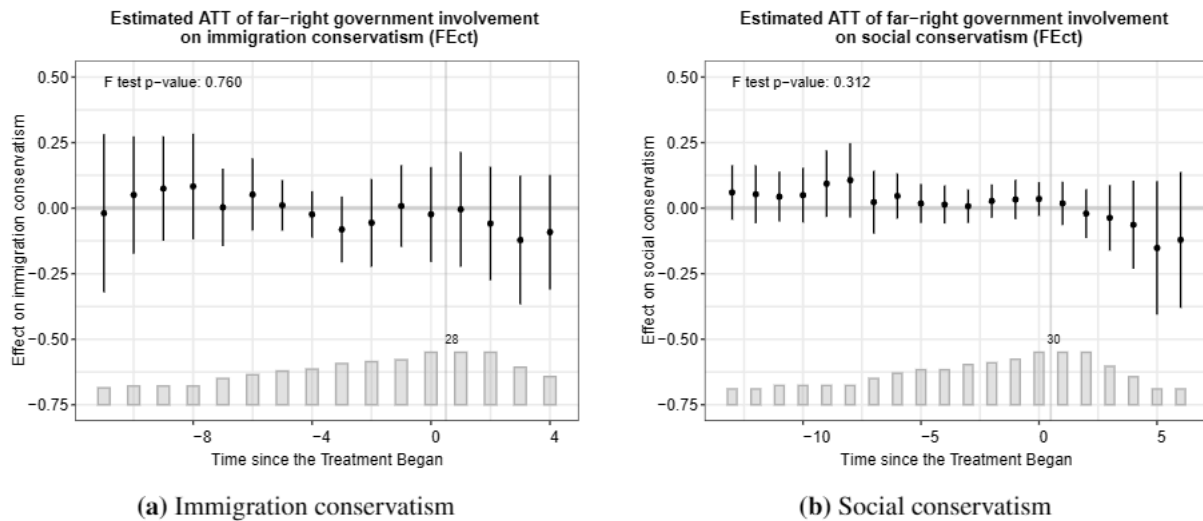 Estimated ATT of far−right government involvement
on immigration conservatism (FEct)
F test p−value: 0.760
Effect on immigration conservatism
0.50
0.25
0.00
−0.25
−0.50
−0.75
28
−8
−4
0
4
Time since the Treatment Began
(a) Immigration conservatism
Estimated ATT of far−right government involvement
on social conservatism (FEct)
F test p−value: 0.312
Effect on social conservatism
0.50
0.25
0.00
−0.25
−0.50
−0.75
30
−10
−5
0
5
Time since the Treatment Began
(b) Social conservatism